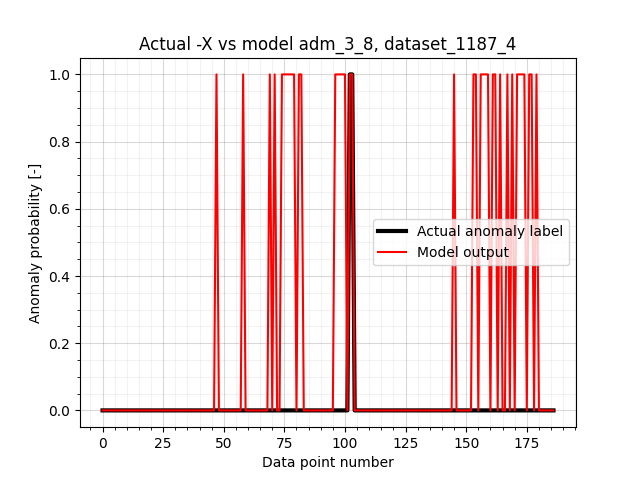 Actual -X vs model adm_3_8, dataset_1187_4
1.0
0.8
0.6
0.4
0.2
0.0
Anomaly probability [-]
Actual anomaly label
Model output
0 25 50 75 100 125 150 175
Data point number